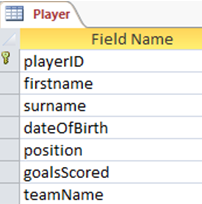 Player
Field Name
playerID
firstname
surname
dateOfBirth
position
goalsScored
teamName